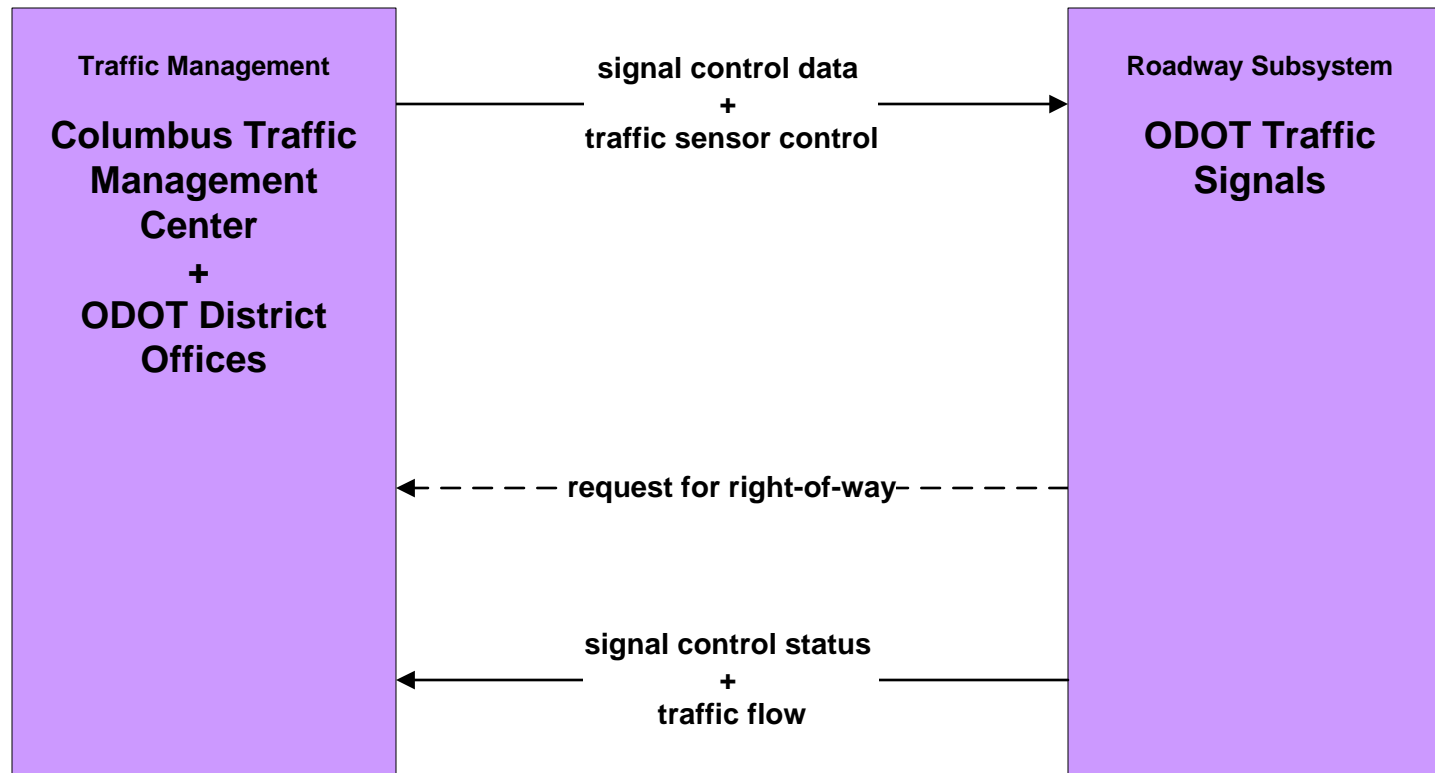 Traffic Management
Columbus Traffic
Management
Center
+
ODOT District
Offices
signal control data
+
traffic sensor control
request for right-of-way
signal control status
+
traffic flow
Roadway Subsystem
ODOT Traffic
Signals